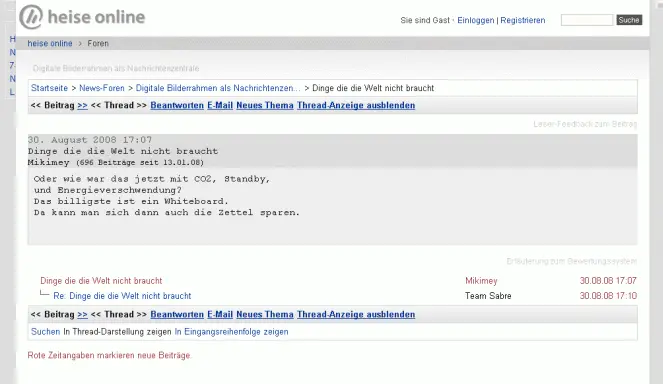 heise online
Sie sind Gast · Einloggen | Registrieren
Suche
heise online > Foren
Digitale Bilderrahmen als Nachrichtenzentrale
Startseite > News-Foren > Digitale Bilderrahmen als Nachrichtenzen... > Dinge die die Welt nicht braucht
<< Beitrag >> << Thread >> Beantworten E-Mail Neues Thema Thread-Anzeige ausblenden
Leser-Feedback zum Beitrag
30. August 2008 17:07
Dinge die die Welt nicht braucht
Mikimey (696 Beiträge seit 13.01.08)
Oder wie war das jetzt mit CO2, Standby,
und Energieverschwendung?
Das billigste ist ein Whiteboard.
Da kann man sich dann auch die Zettel sparen.
Erläuterung zum Bewertungssystem
Dinge die die Welt nicht braucht Mikimey 30.08.08 17:07
Re: Dinge die die Welt nicht braucht Team Sabre 30.08.08 17:10
<< Beitrag >> << Thread >> Beantworten E-Mail Neues Thema Thread-Anzeige ausblenden
Suchen In Thread-Darstellung zeigen In Eingangsreihenfolge zeigen
Rote Zeitangaben markieren neue Beiträge.